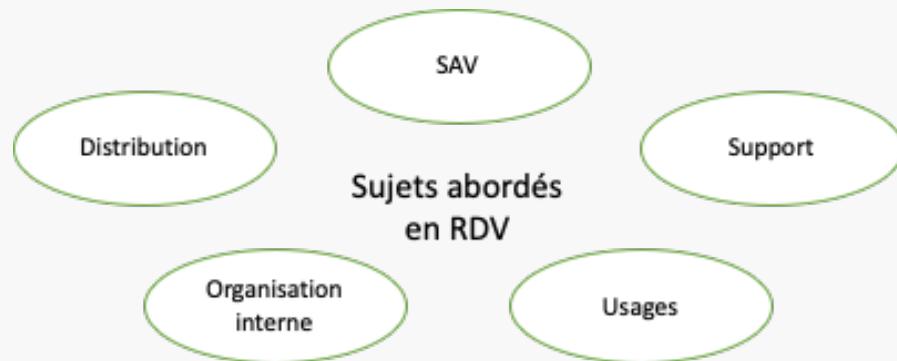 SAV
Distribution
Support
Sujets abordés
en RDV
Organisation
interne
Usages